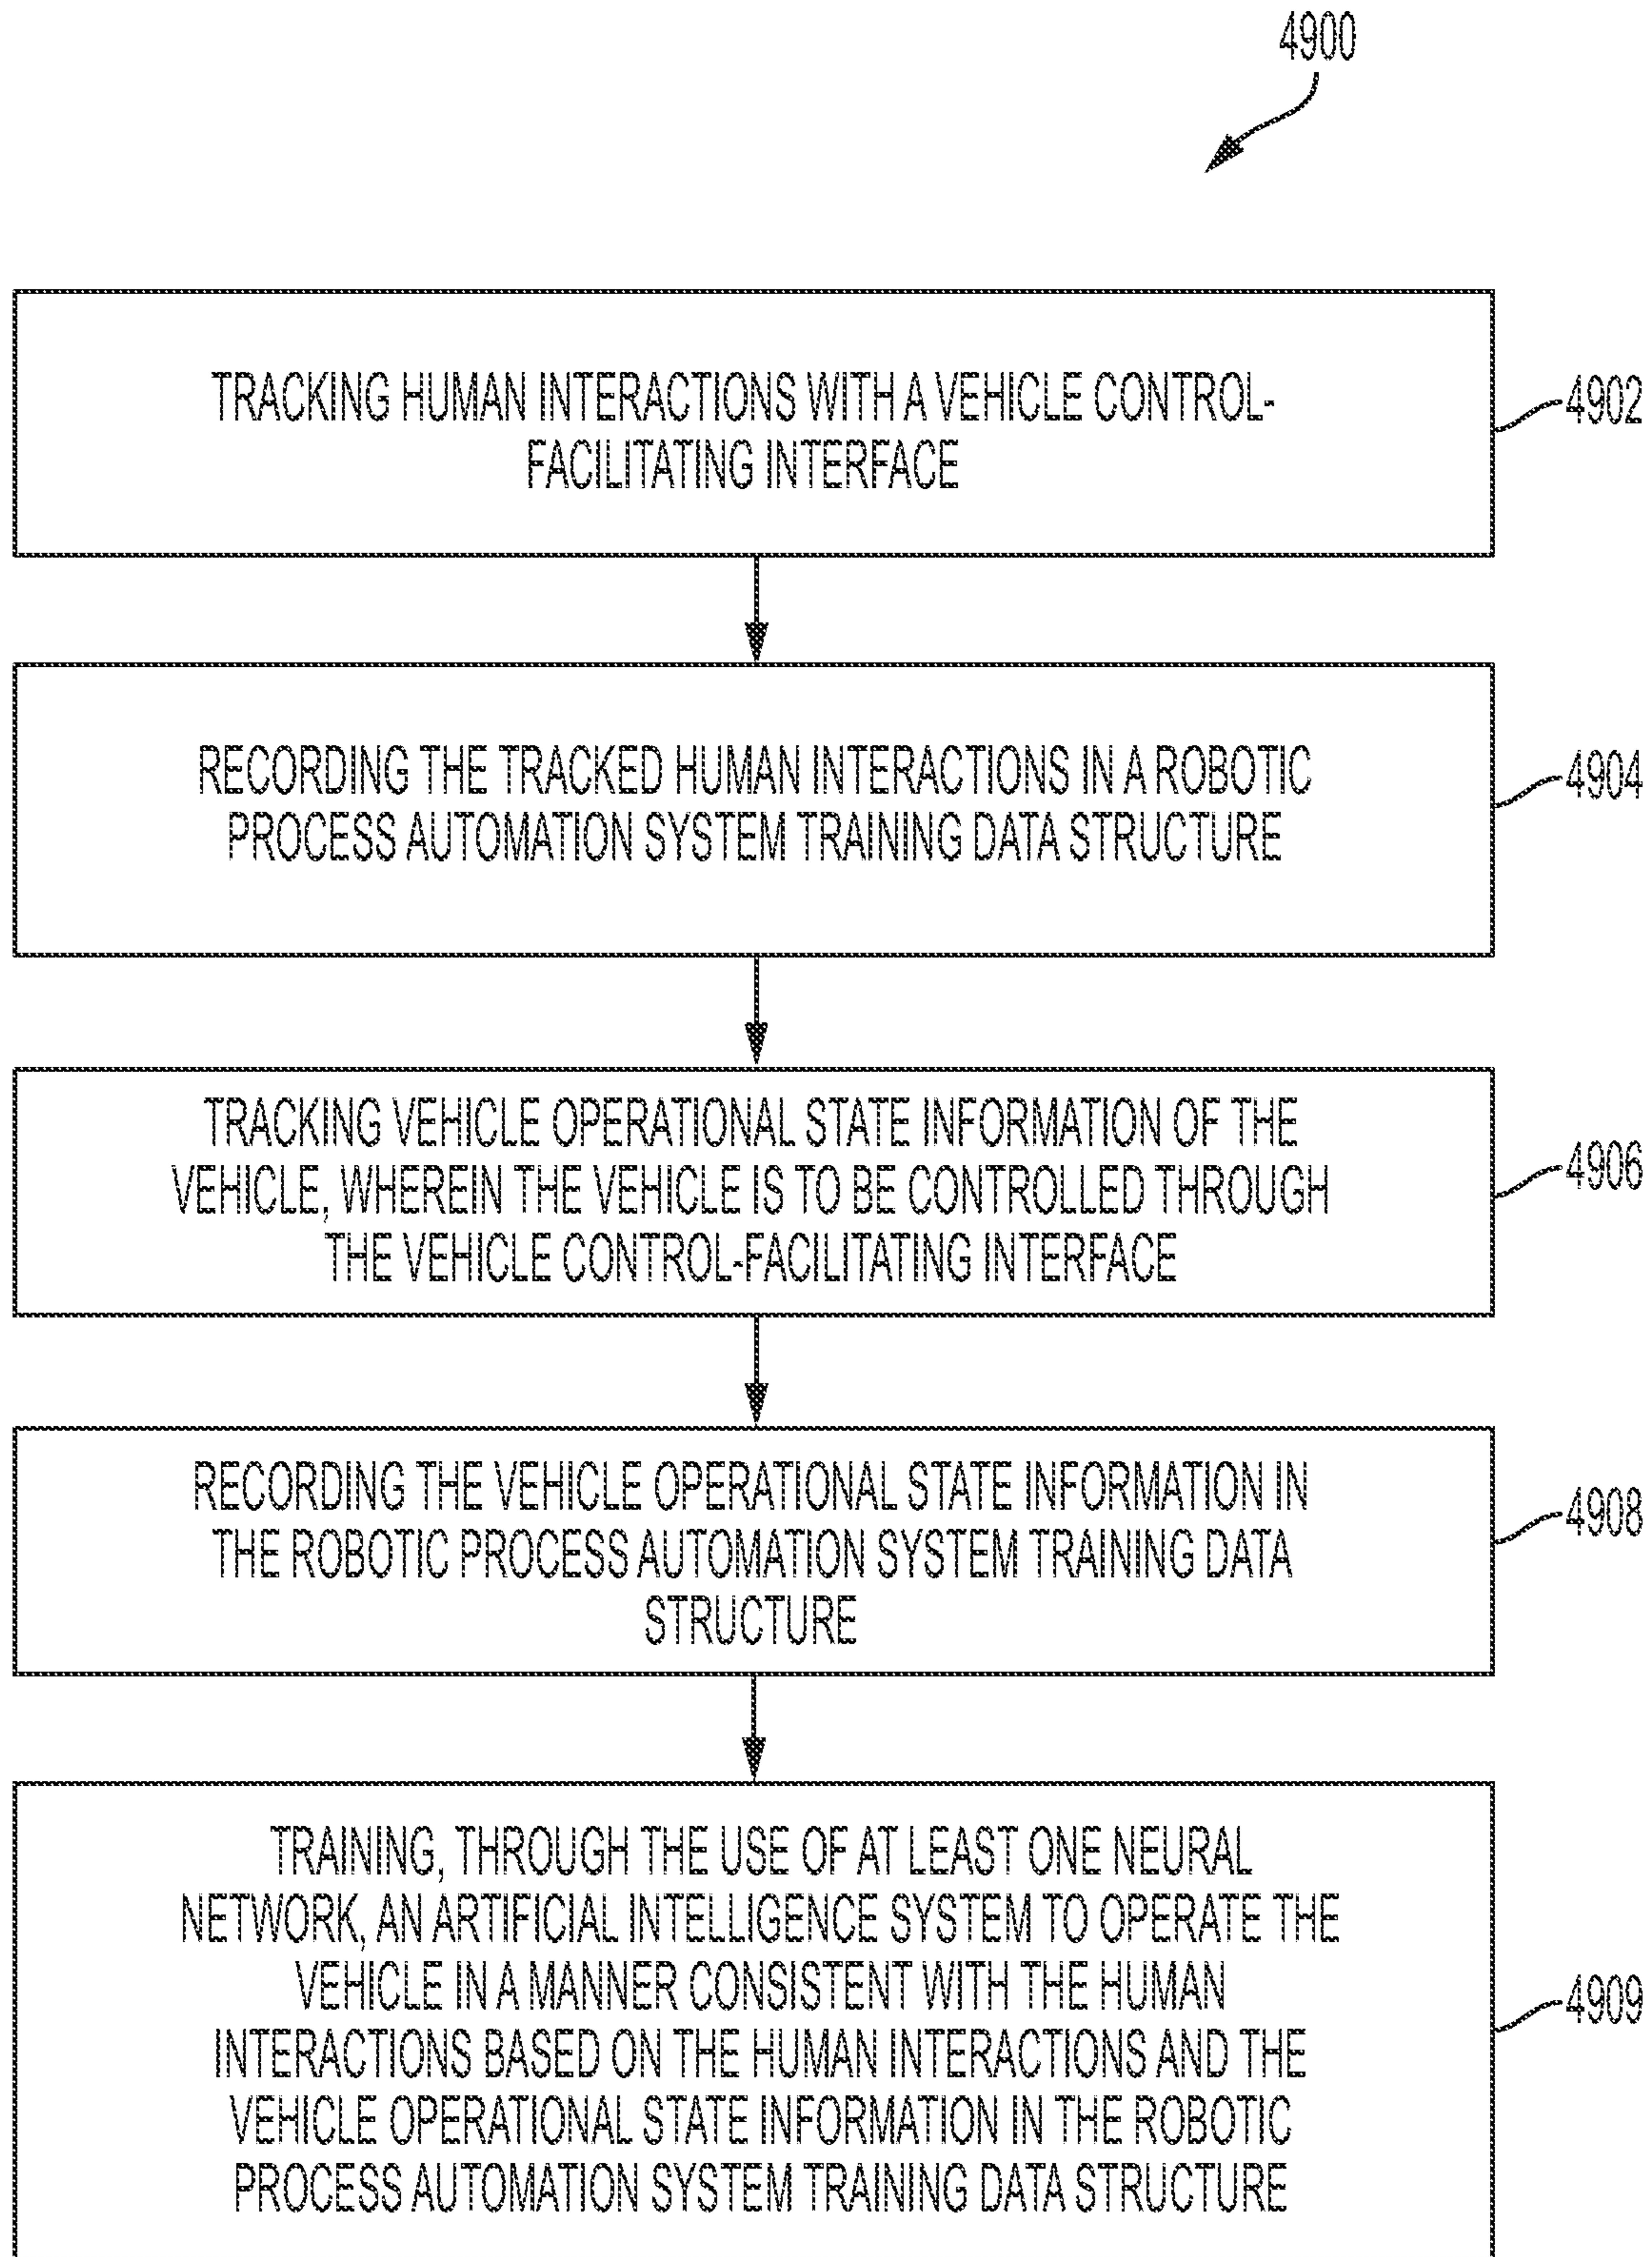 4900
TRACKING HUMAN INTERACTIONS WITH A VEHICLE CONTROL-
FACILITATING INTERFACE
4902
RECORDING THE TRACKED HUMAN INTERACTIONS IN A ROBOTIC
PROCESS AUTOMATION SYSTEM TRAINING DATA STRUCTURE
4904
TRACKING VEHICLE OPERATIONAL STATE INFORMATION OF THE
VEHICLE, WHEREIN THE VEHICLE IS TO BE CONTROLLED THROUGH
THE VEHICLE CONTROL-FACILITATING INTERFACE
4906
RECORDING THE VEHICLE OPERATIONAL STATE INFORMATION IN
THE ROBOTIC PROCESS AUTOMATION SYSTEM TRAINING DATA
STRUCTURE
4908
TRAINING, THROUGH THE USE OF AT LEAST ONE NEURAL
NETWORK, AN ARTIFICIAL INTELLIGENCE SYSTEM TO OPERATE THE
VEHICLE IN A MANNER CONSISTENT WITH THE HUMAN
INTERACTIONS BASED ON THE HUMAN INTERACTIONS AND THE
VEHICLE OPERATIONAL STATE INFORMATION IN THE ROBOTIC
PROCESS AUTOMATION SYSTEM TRAINING DATA STRUCTURE
4909